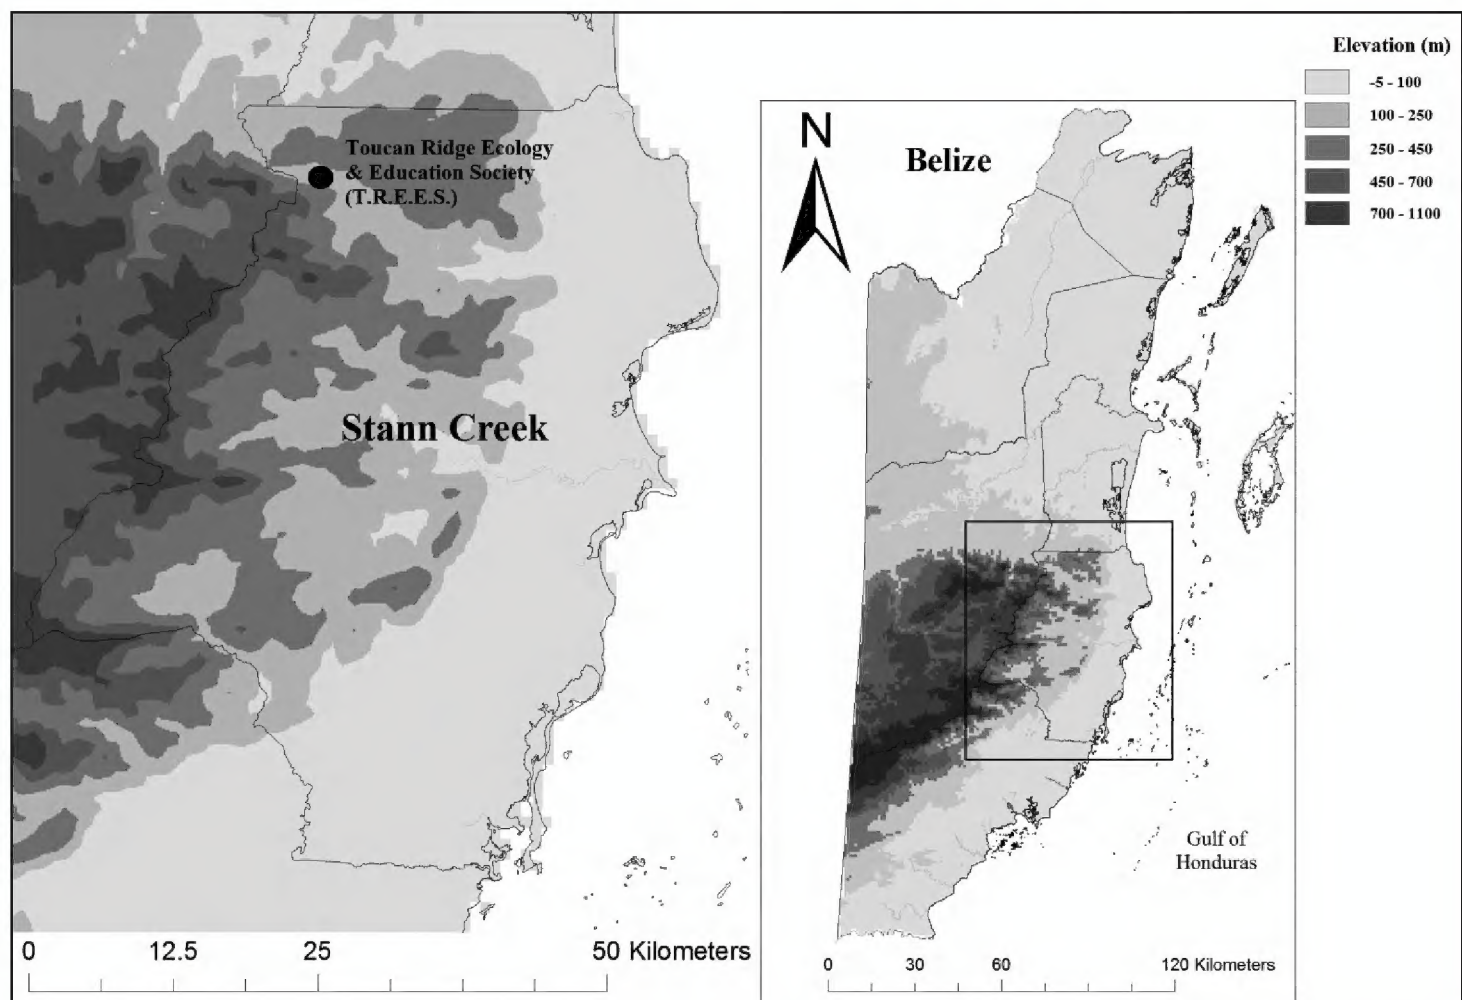 Toucan Ridge Ecology
& Education Society
(T.R.E.E.S.)
Stann Creek
0 12.5 25 50 Kilometers
N
Belize
Gulf of
Honduras
0 30 60 120 Kilometers
Elevation (m)
-5 - 100
100 - 250
250 - 450
450 - 700
700 - 1100